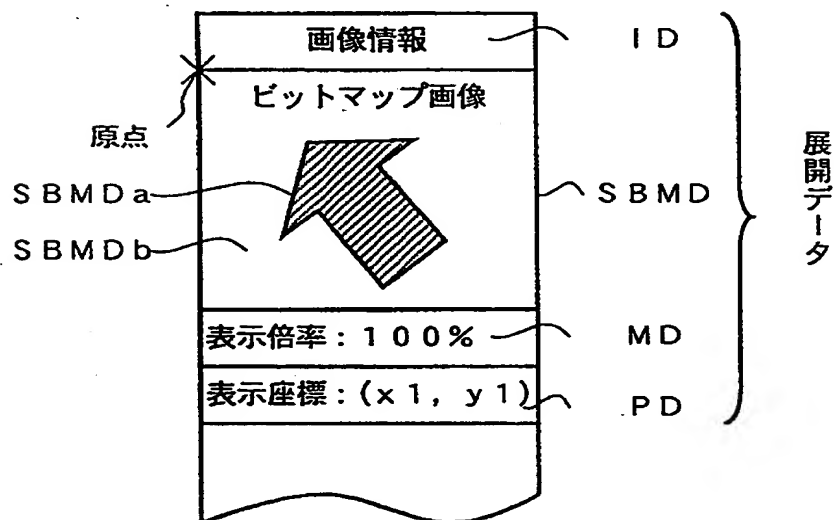 画像情報
ＩＤ
ビットマップ画像
原点
ＳＢＭＤａ
ＳＢＭＤ
ＳＢＭＤｂ
展開データ
表示倍率：１００％
ＭＤ
表示座標：（ｘ１，ｙ１）
ＰＤ